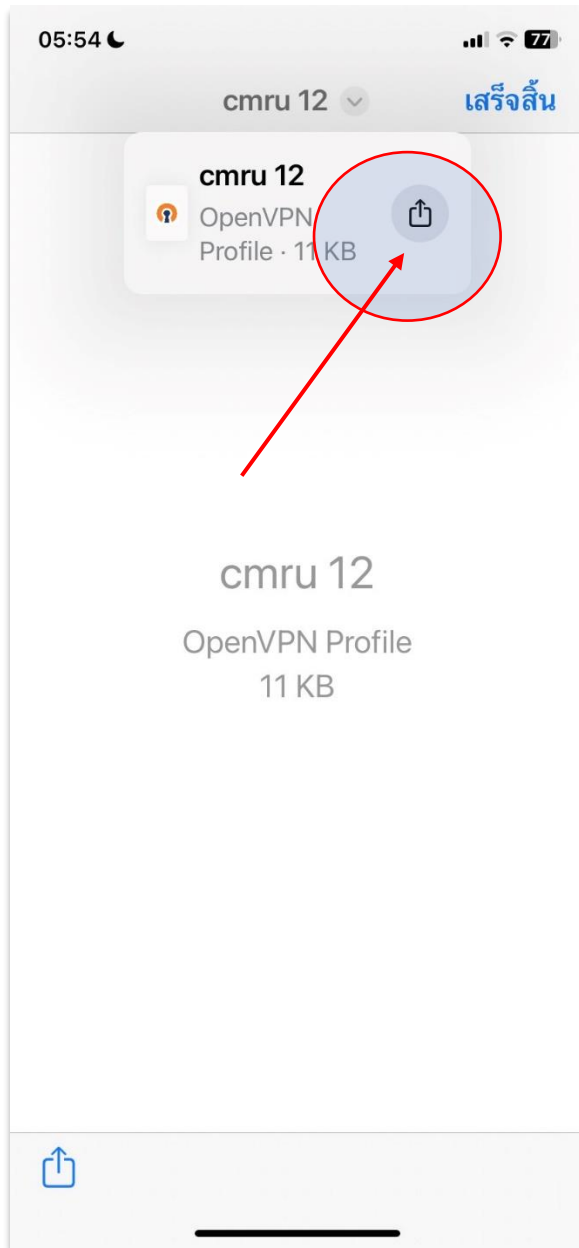 05:54
77
cmru 12
เสร็จสิ้น
cmru 12
OpenVPN
Profile · 11 KB
cmru 12
OpenVPN Profile
11 KB